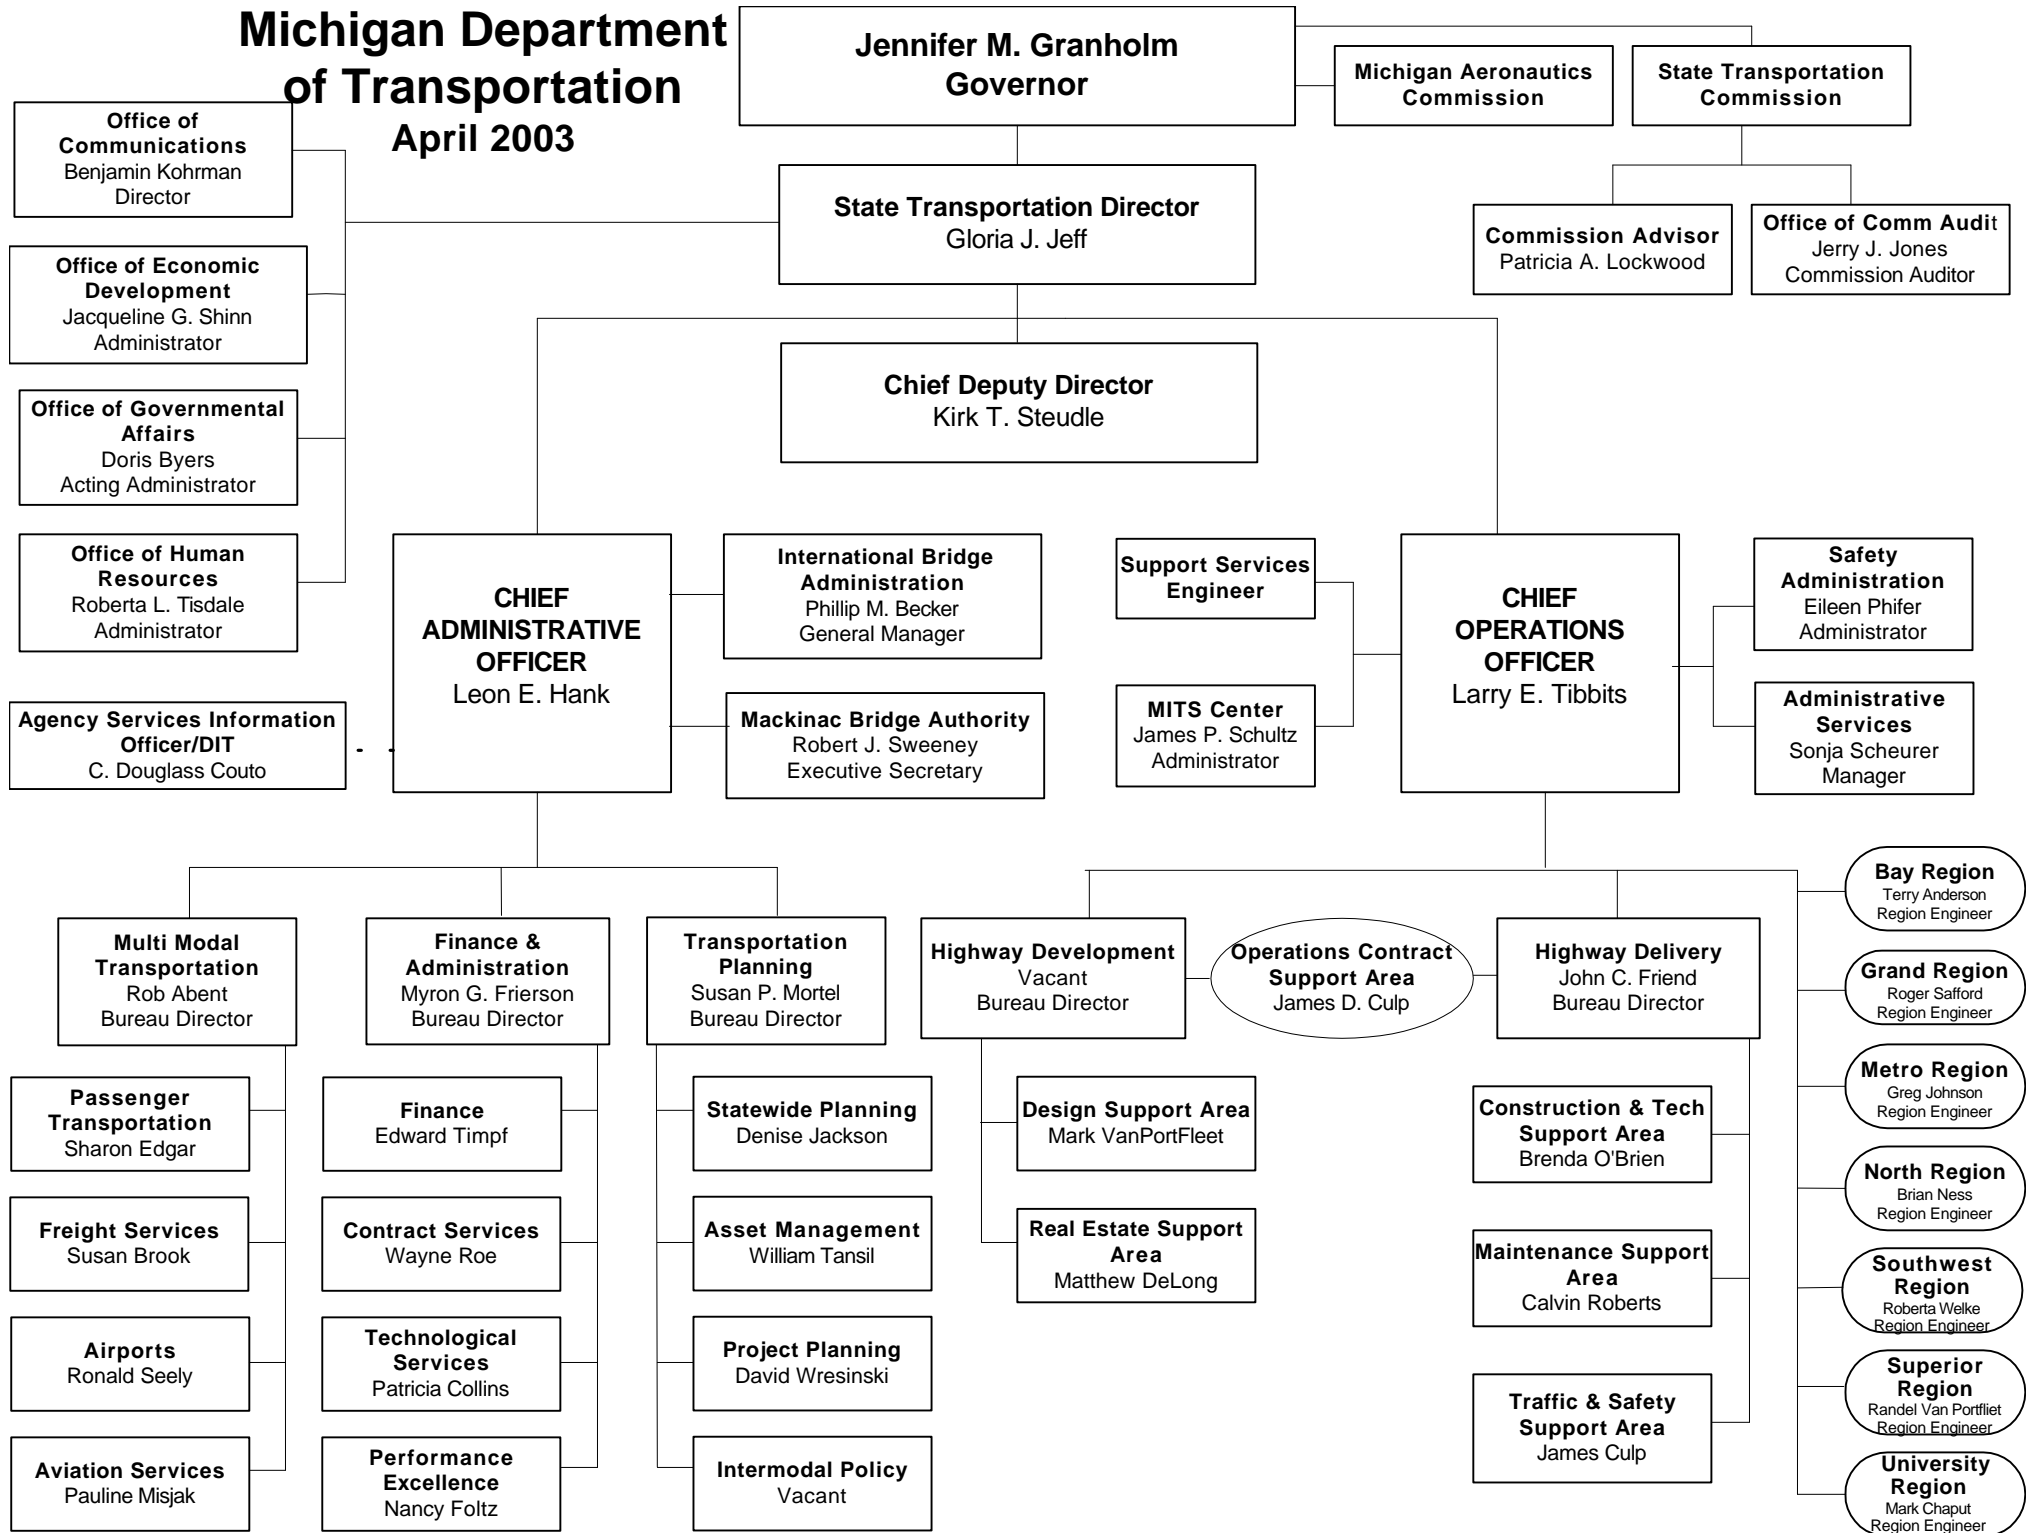 Michigan Department
of Transportation
April 2003
Jennifer M. Granholm
Governor
Michigan Aeronautics
Commission
State Transportation
Commission
Office of
Communications
Benjamin Kohrman
Director
State Transportation Director
Gloria J. Jeff
Commission Advisor
Patricia A. Lockwood
Office of Comm Audit
Jerry J. Jones
Commission Auditor
Office of Economic
Development
Jacqueline G. Shinn
Administrator
Chief Deputy Director
Kirk T. Steudle
Office of Governmental
Affairs
Doris Byers
Acting Administrator
Office of Human
Resources
Roberta L. Tisdale
Administrator
CHIEF
ADMINISTRATIVE
OFFICER
Leon E. Hank
International Bridge
Administration
Phillip M. Becker
General Manager
Support Services
Engineer
CHIEF
OPERATIONS
OFFICER
Larry E. Tibbits
Safety
Administration
Eileen Phifer
Administrator
Agency Services Information
Officer/DIT
C. Douglass Couto
Mackinac Bridge Authority
Robert J. Sweeney
Executive Secretary
MITS Center
James P. Schultz
Administrator
Administrative
Services
Sonja Scheurer
Manager
Multi Modal
Transportation
Rob Abent
Bureau Director
Finance &
Administration
Myron G. Frierson
Bureau Director
Transportation
Planning
Susan P. Mortel
Bureau Director
Highway Development
Vacant
Bureau Director
Operations Contract
Support Area
James D. Culp
Highway Delivery
John C. Friend
Bureau Director
Passenger
Transportation
Sharon Edgar
Freight Services
Susan Brook
Airports
Ronald Seely
Aviation Services
Pauline Misjak
Finance
Edward Timpf
Contract Services
Wayne Roe
Technological
Services
Patricia Collins
Performance
Excellence
Nancy Foltz
Statewide Planning
Denise Jackson
Asset Management
William Tansil
Project Planning
David Wresinski
Intermodal Policy
Vacant
Design Support Area
Mark VanPortFleet
Real Estate Support
Area
Matthew DeLong
Construction & Tech
Support Area
Brenda O'Brien
Maintenance Support
Area
Calvin Roberts
Traffic & Safety
Support Area
James Culp
Bay Region
Terry Anderson
Region Engineer
Grand Region
Roger Safford
Region Engineer
Metro Region
Greg Johnson
Region Engineer
North Region
Brian Ness
Region Engineer
Southwest
Region
Roberta Welke
Region Engineer
Superior
Region
Randel Van Portfliet
Region Engineer
University
Region
Mark Chaput
Region Engineer